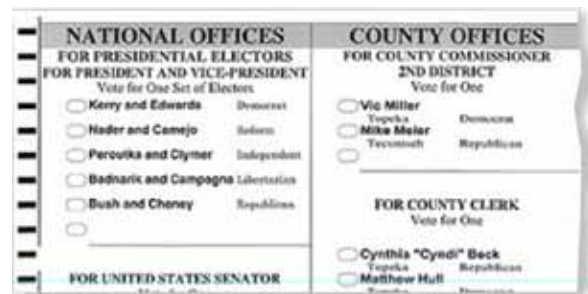 NATIONAL OFFICES
FOR PRESIDENTIAL ELECTORS
FOR PRESIDENT AND VICE-PRESIDENT
Vote for One Set of Electors
Kerry and Edwards Democrat
Nader and Camejo Reform
Peroutka and Clymer Independent
Badnarik and Campagna Libertarian
Bush and Cheney Republican
FOR UNITED STATES SENATOR
COUNTY OFFICES
FOR COUNTY COMMISSIONER
2ND DISTRICT
Vote for One
Vic Miller
Topeka Democrat
Mike Meier
Tecumseh Republican
FOR COUNTY CLERK
Vote for One
Cynthia "Cyndi" Beck
Topeka Republican
Matthew Hull